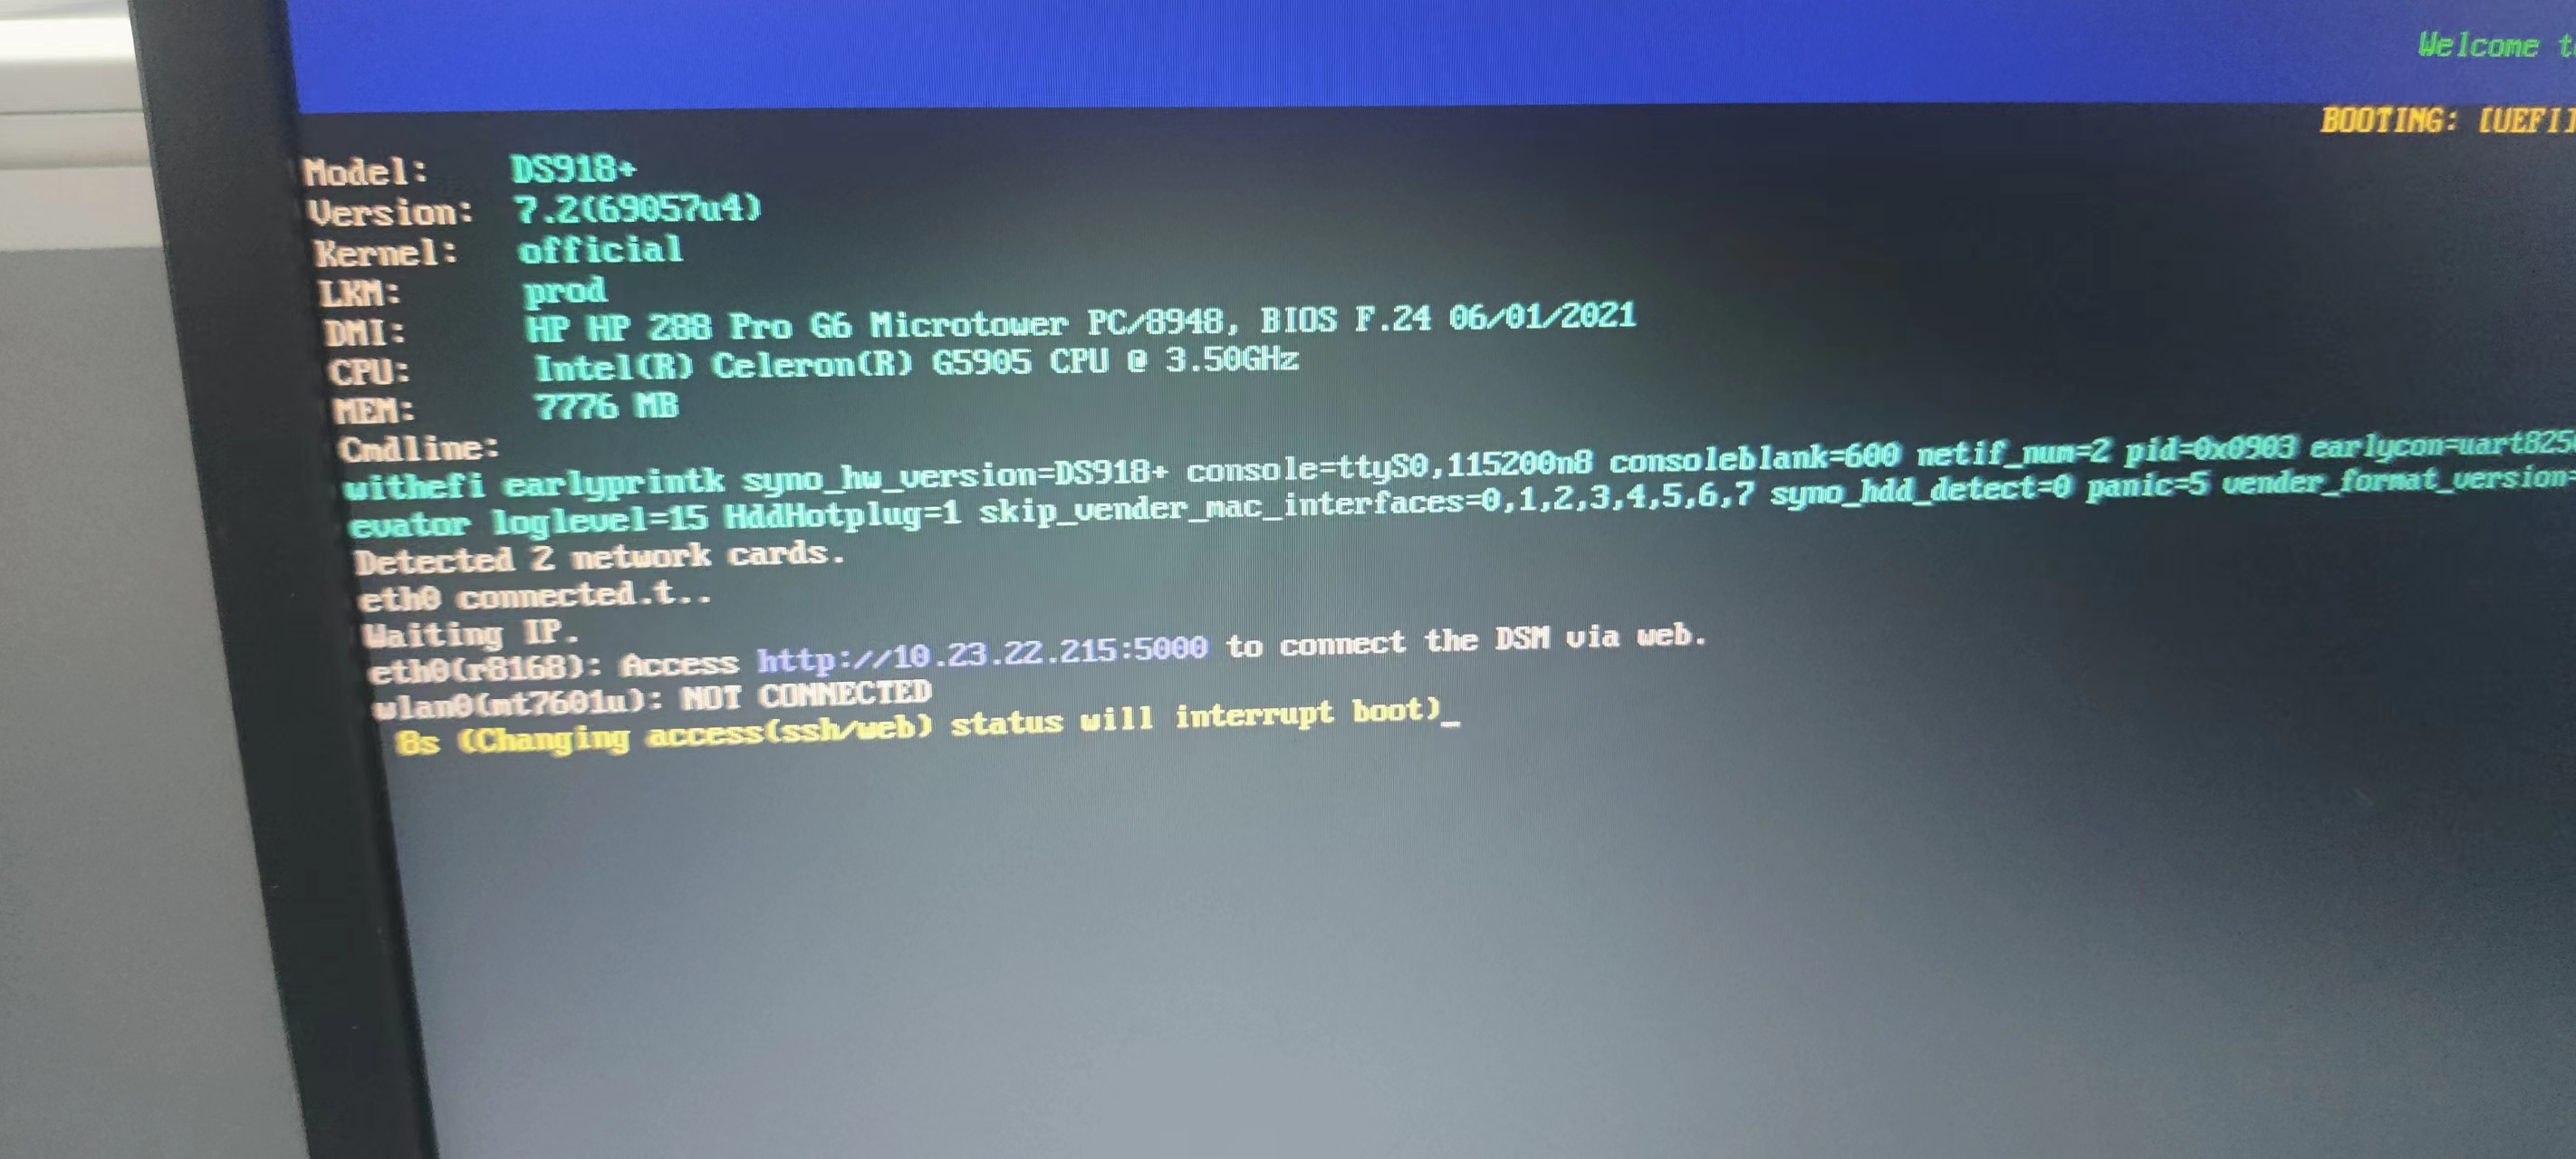 Welcome
BOOTING: [UEFI]
Model: DS918+
Version: 7.2(69057u4)
Kernel: official
LKM: prod
DMI: HP HP 288 Pro G6 Microtower PC/8948, BIOS F.24 06/01/2021
CPU: Intel(R) Celeron(R) G5905 CPU @ 3.50GHz
MEM: 7776 MB
Cmdline:
withefi earlyprintk syno_hw_version=DS918+ console=ttyS0,115200n8 consoleblank=600 netif_num=2 pid=0x0903 earlycon=uart825
evator loglevel=15 HddHotplug=1 skip_vender_mac_interfaces=0,1,2,3,4,5,6,7 syno_hdd_detect=0 panic=5 vender_format_version=
Detected 2 network cards.
eth0 connected.t..
Waiting IP.
eth0(r8168): Access http://10.23.22.215:5000 to connect the DSM via web.
wlan0(mt7601u): NOT CONNECTED
8s (Changing access(ssh/web) status will interrupt boot)_